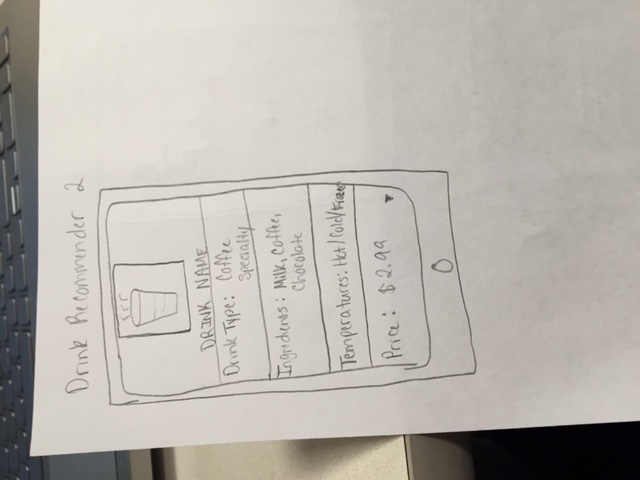 Drink Recommender 2
DRINK NAME
Drink Type: Coffee
Specialty
Ingredients: Milk, Coffee,
Chocolate
Temperatures: Hot/Cold/Frozen
Price: $2.99